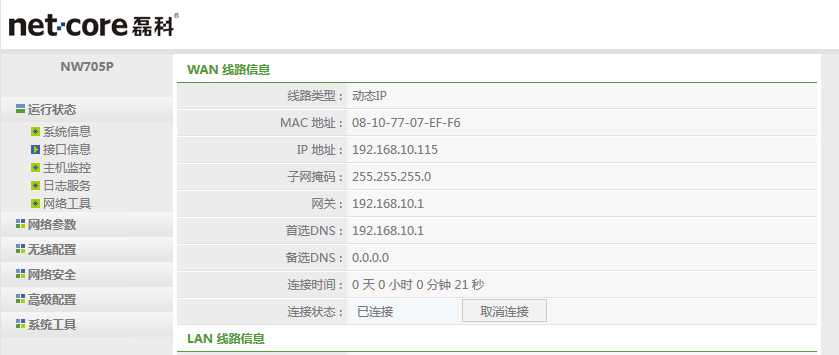 net-core 磊科®
NW705P
运行状态
系统信息
接口信息
主机监控
日志服务
网络工具
网络参数
无线配置
网络安全
高级配置
系统工具
WAN 线路信息
线路类型： 动态IP
MAC 地址： 08-10-77-07-EF-F6
IP 地址： 192.168.10.115
子网掩码： 255.255.255.0
网关： 192.168.10.1
首选DNS： 192.168.10.1
备选DNS： 0.0.0.0
连接时间： 0 天 0 小时 0 分钟 21 秒
连接状态： 已连接 取消连接
LAN 线路信息